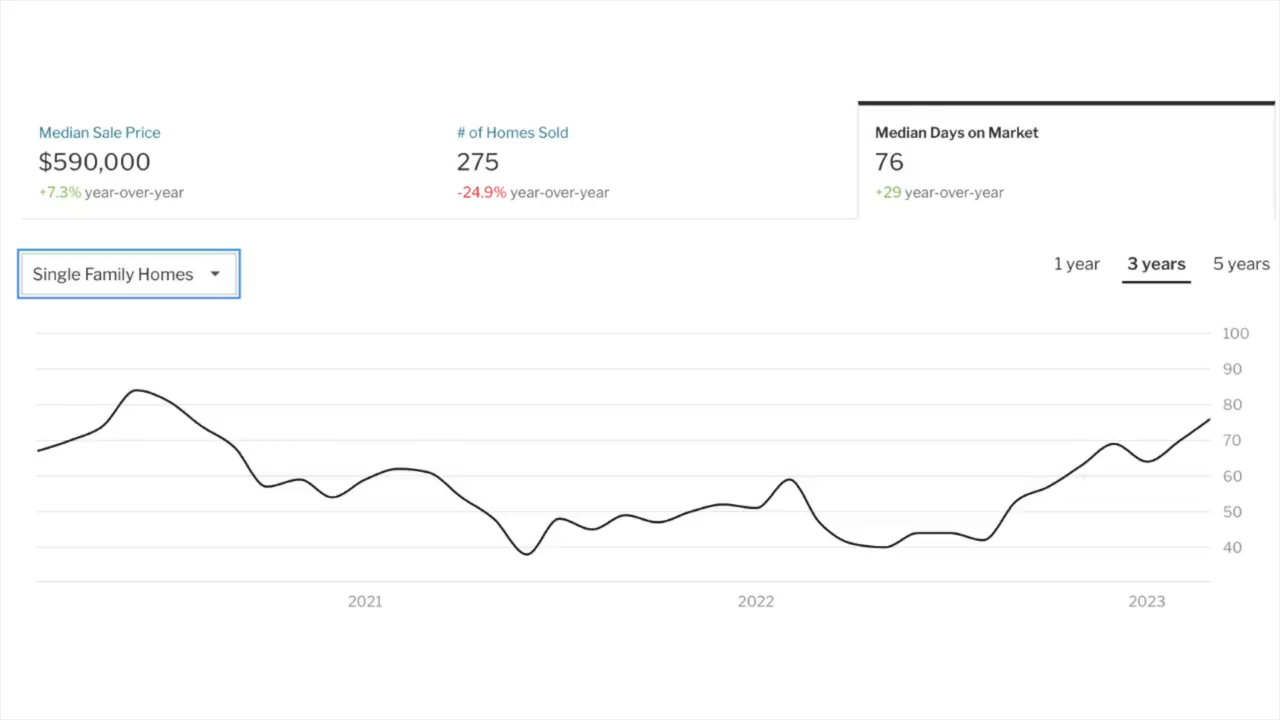 Median Sale Price
$590,000
+7.3% year-over-year
# of Homes Sold
275
-24.9% year-over-year
Median Days on Market
76
+29 year-over-year
Single Family Homes
1 year
3 years
5 years
100
90
80
70
60
50
40
2021
2022
2023